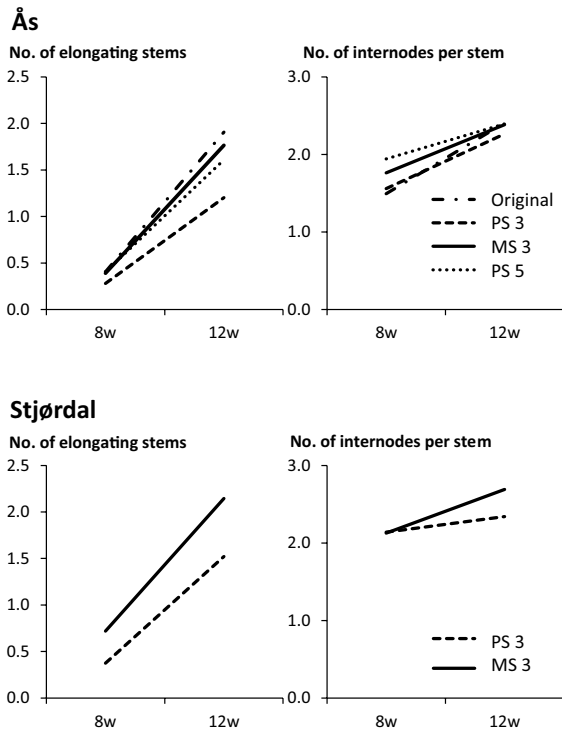 Ås
No. of elongating stems
2.5
2.0
1.5
1.0
0.5
0.0
8w 12w
No. of internodes per stem
3.0
2.0
1.0
0.0
Original
PS 3
MS 3
PS 5
8w 12w
Stjørdal
No. of elongating stems
2.5
2.0
1.5
1.0
0.5
0.0
8w 12w
No. of internodes per stem
3.0
2.0
1.0
0.0
PS 3
MS 3
8w 12w